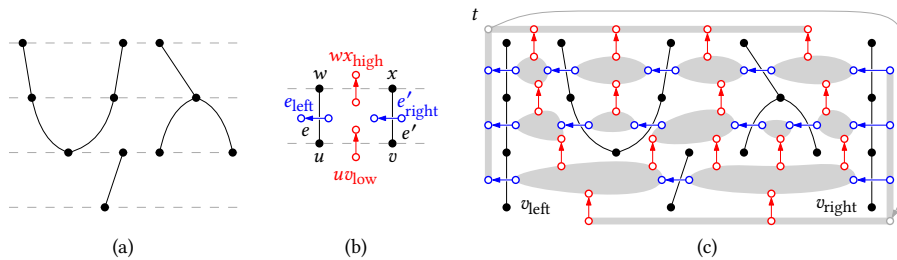 t
wx_high
w x
e_left e′_right
e e′
u v
uv_low
v_left v_right
(a) (b) (c)